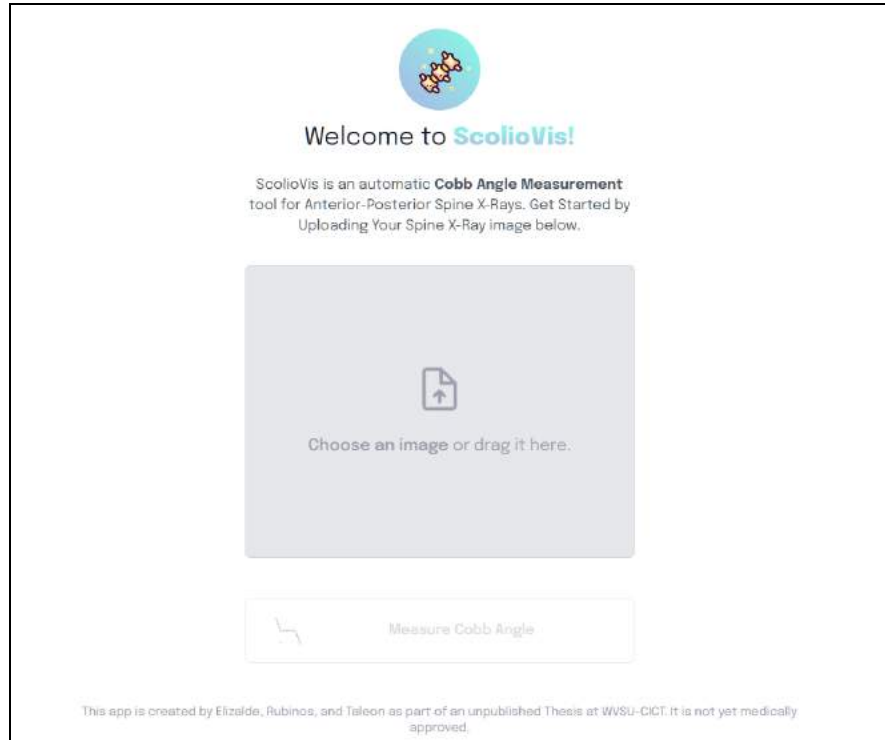 Welcome to ScolioVis!
ScolioVis is an automatic Cobb Angle Measurement
tool for Anterior-Posterior Spine X-Rays. Get Started by
Uploading Your Spine X-Ray image below.
Choose an image or drag it here.
Measure Cobb Angle
This app is created by Elizalde, Rubinos, and Taleon as part of an unpublished Thesis at WVSU-CICT. It is not yet medically
approved.